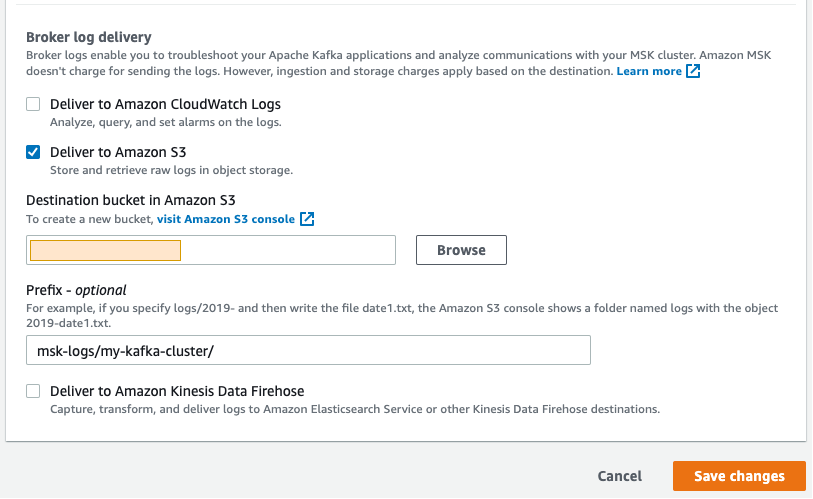 Broker log delivery
Broker logs enable you to troubleshoot your Apache Kafka applications and analyze communications with your MSK cluster. Amazon MSK
doesn't charge for sending the logs. However, ingestion and storage charges apply based on the destination. Learn more
Deliver to Amazon CloudWatch Logs
Analyze, query, and set alarms on the logs.
Deliver to Amazon S3
Store and retrieve raw logs in object storage.
Destination bucket in Amazon S3
To create a new bucket, visit Amazon S3 console
Browse
Prefix - optional
For example, if you specify logs/2019- and then write the file date1.txt, the Amazon S3 console shows a folder named logs with the object
2019-date1.txt.
msk-logs/my-kafka-cluster/
Deliver to Amazon Kinesis Data Firehose
Capture, transform, and deliver logs to Amazon Elasticsearch Service or other Kinesis Data Firehose destinations.
Cancel Save changes